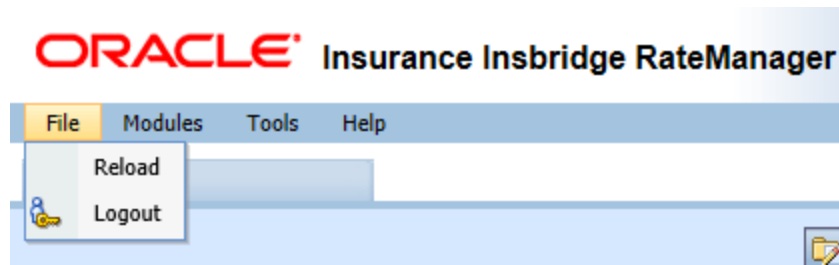 ORACLE Insurance Insbridge RateManager
File Modules Tools Help
Reload
Logout